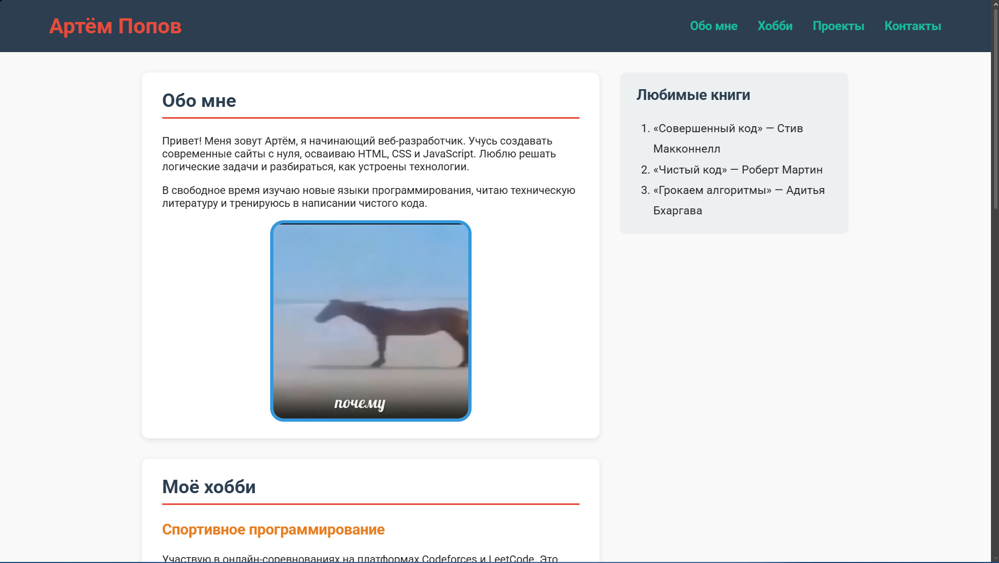 Артём Попов
Обо мне
Хобби
Проекты
Контакты
Обо мне
Привет! Меня зовут Артём, я начинающий веб-разработчик. Учусь создавать
современные сайты с нуля, осваиваю HTML, CSS и JavaScript. Люблю решать
логические задачи и разбираться, как устроены технологии.
В свободное время изучаю новые языки программирования, читаю техническую
литературу и тренируюсь в написании чистого кода.
почему
Моё хобби
Спортивное программирование
Участвую в онлайн-соревнованиях на платформах Codeforces и LeetCode. Это
Любимые книги
1. «Совершенный код» — Стив
Макконнелл
2. «Чистый код» — Роберт Мартин
3. «Грокаем алгоритмы» — Адитья
Бхаргава